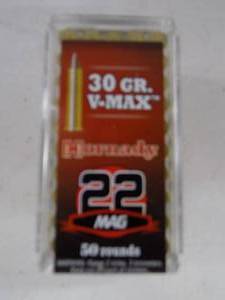 30 GR.
V-MAX™
Hornady
22
MAG
50 rounds